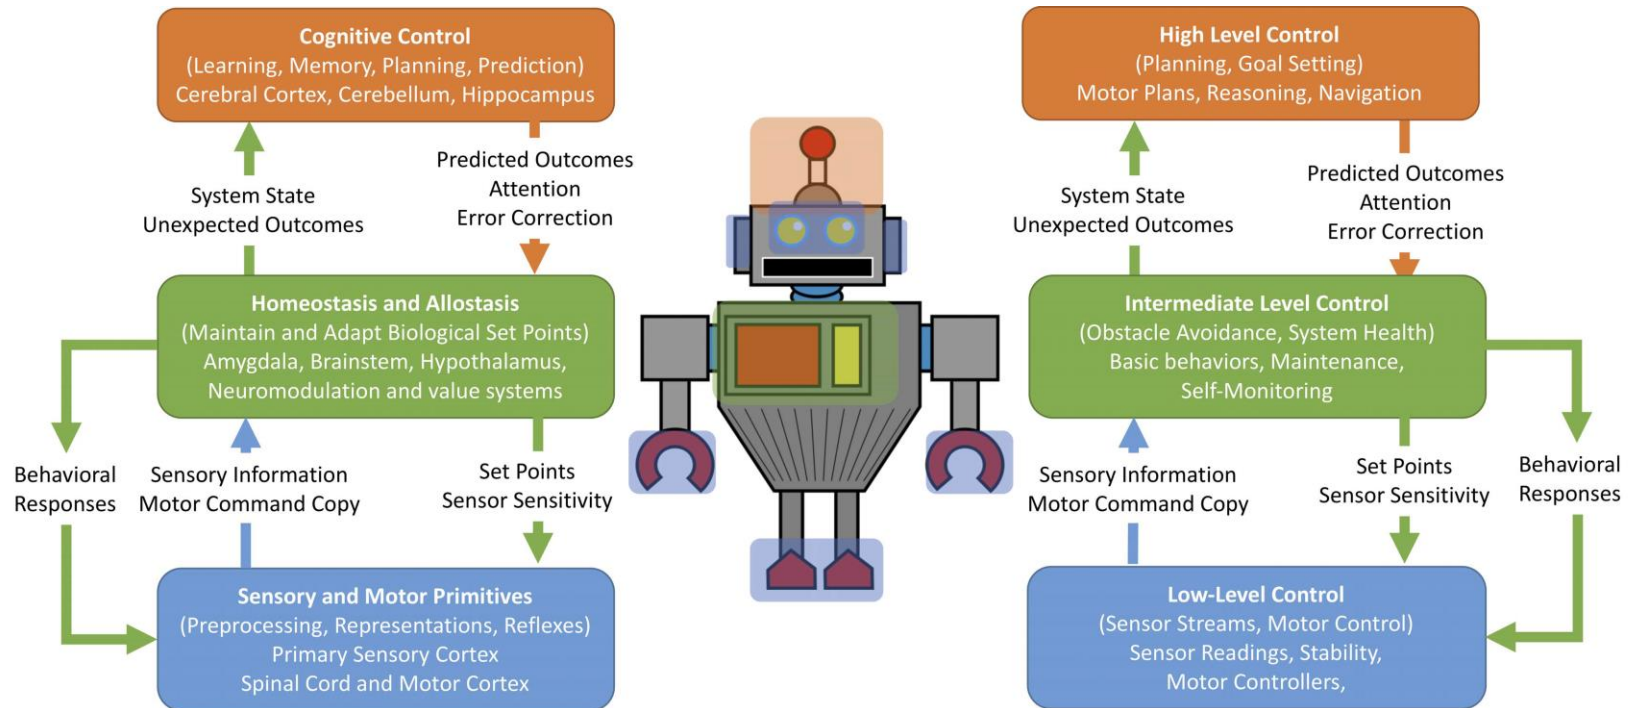 Cognitive Control
(Learning, Memory, Planning, Prediction)
Cerebral Cortex, Cerebellum, Hippocampus
System State
Unexpected Outcomes
Predicted Outcomes
Attention
Error Correction
Homeostasis and Allostasis
(Maintain and Adapt Biological Set Points)
Amygdala, Brainstem, Hypothalamus,
Neuromodulation and value systems
Behavioral
Responses
Sensory Information
Motor Command Copy
Set Points
Sensor Sensitivity
Sensory and Motor Primitives
(Preprocessing, Representations, Reflexes)
Primary Sensory Cortex
Spinal Cord and Motor Cortex
High Level Control
(Planning, Goal Setting)
Motor Plans, Reasoning, Navigation
System State
Unexpected Outcomes
Predicted Outcomes
Attention
Error Correction
Intermediate Level Control
(Obstacle Avoidance, System Health)
Basic behaviors, Maintenance,
Self-Monitoring
Sensory Information
Motor Command Copy
Set Points
Sensor Sensitivity
Behavioral
Responses
Low-Level Control
(Sensor Streams, Motor Control)
Sensor Readings, Stability,
Motor Controllers,